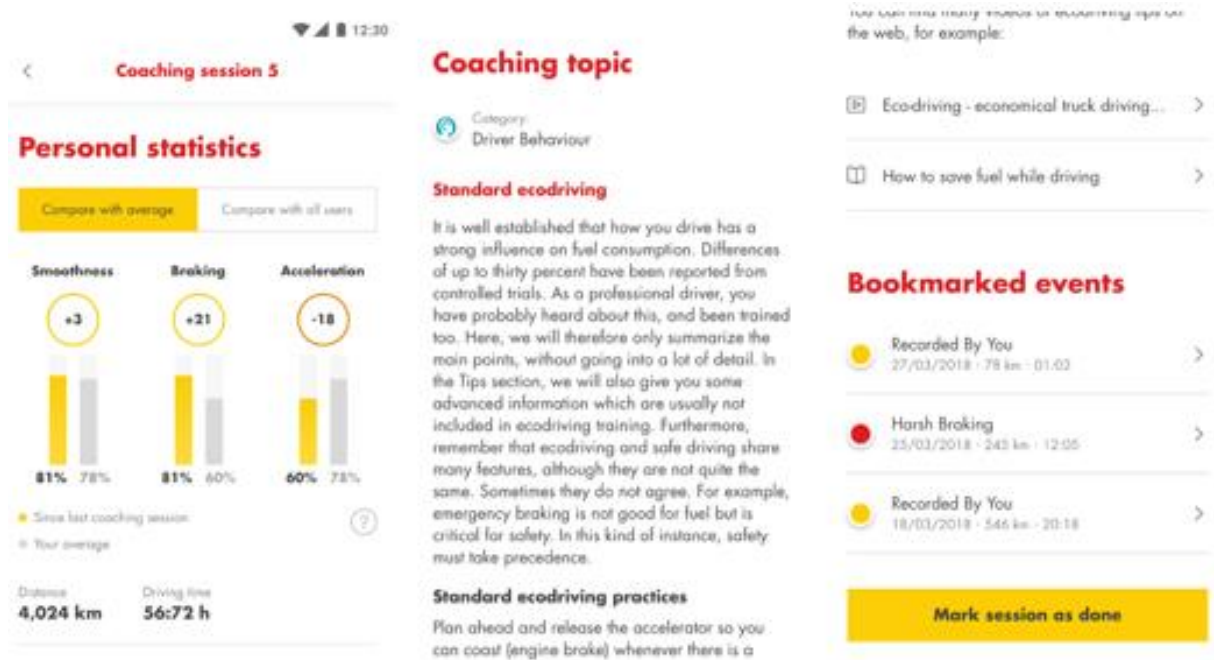 12:30
Coaching session 5
Personal statistics
Compare with average
Compare with all users
Smoothness
Braking
Acceleration
+3
+21
-18
81% 78%
81% 60%
60% 78%
Since last coaching session
?
Your average
Distance
Driving time
4,024 km
56:72 h
Coaching topic
Category:
Driver Behaviour
Standard ecodriving
It is well established that how you drive has a
strong influence on fuel consumption. Differences
of up to thirty percent have been reported from
controlled trials. As a professional driver, you
have probably heard about this, and been trained
too. Here, we will therefore only summarize the
main points, without going into a lot of detail. In
the Tips section, we will also give you some
advanced information which are usually not
included in ecodriving training. Furthermore,
remember that ecodriving and safe driving share
many features, although they are not quite the
same. Sometimes they do not agree. For example,
emergency braking is not good for fuel but is
critical for safety. In this kind of instance, safety
must take precedence.
Standard ecodriving practices
Plan ahead and release the accelerator so you
can coast (engine brake) whenever there is a
You can find many videos of ecodriving tips on
the web, for example:
Eco-driving - economical truck driving...
How to save fuel while driving
Bookmarked events
Recorded By You
27/03/2018 · 78 km · 01:02
Harsh Braking
25/03/2018 · 245 km · 12:05
Recorded By You
18/03/2018 · 546 km · 20:18
Mark session as done